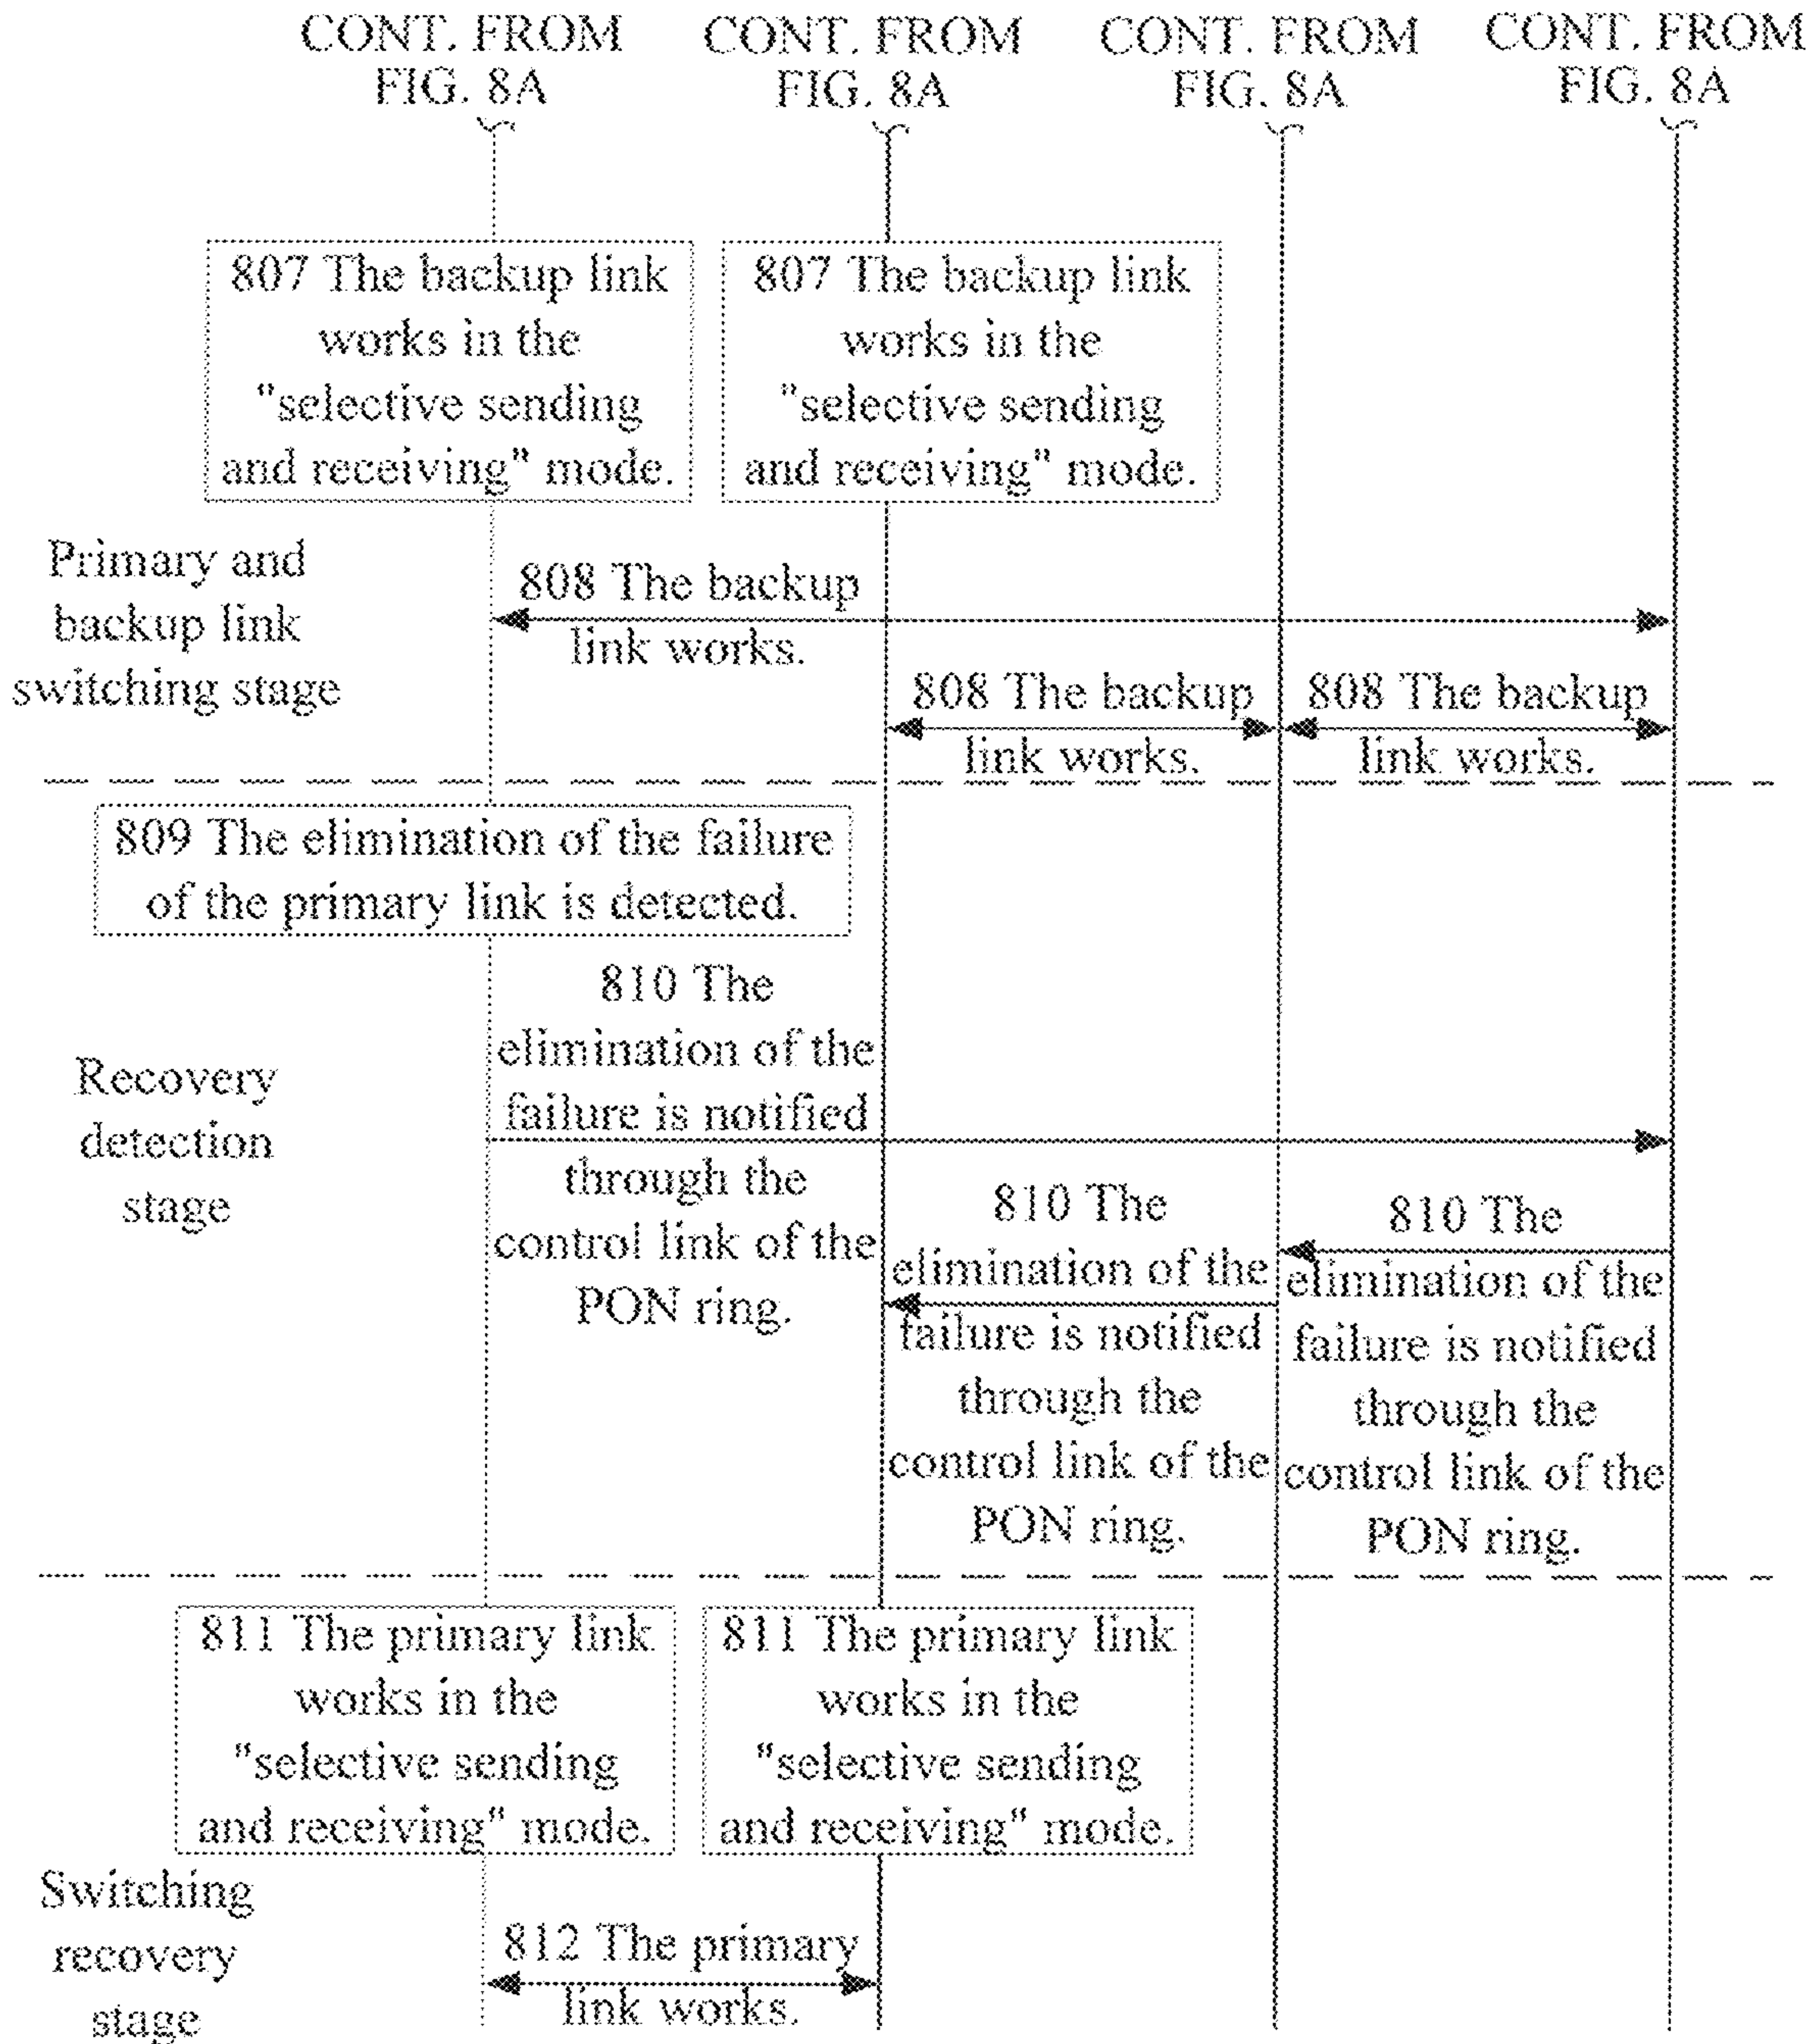 CONT. FROM
FIG. 8A
CONT. FROM
FIG. 8A
CONT. FROM
FIG. 8A
CONT. FROM
FIG. 8A
807 The backup link
works in the
"selective sending
and receiving" mode.
807 The backup link
works in the
"selective sending
and receiving" mode.
Primary and
backup link
switching stage
808 The backup
link works.
808 The backup
link works.
808 The backup
link works.
809 The elimination of the failure
of the primary link is detected.
Recovery
detection
stage
810 The
elimination of the
failure is notified
through the
control link of the
PON ring.
810 The
elimination of the
failure is notified
through the
control link of the
PON ring.
810 The
elimination of the
failure is notified
through the
control link of the
PON ring.
811 The primary link
works in the
"selective sending
and receiving" mode.
811 The primary link
works in the
"selective sending
and receiving" mode.
Switching
recovery
stage
812 The primary
link works.